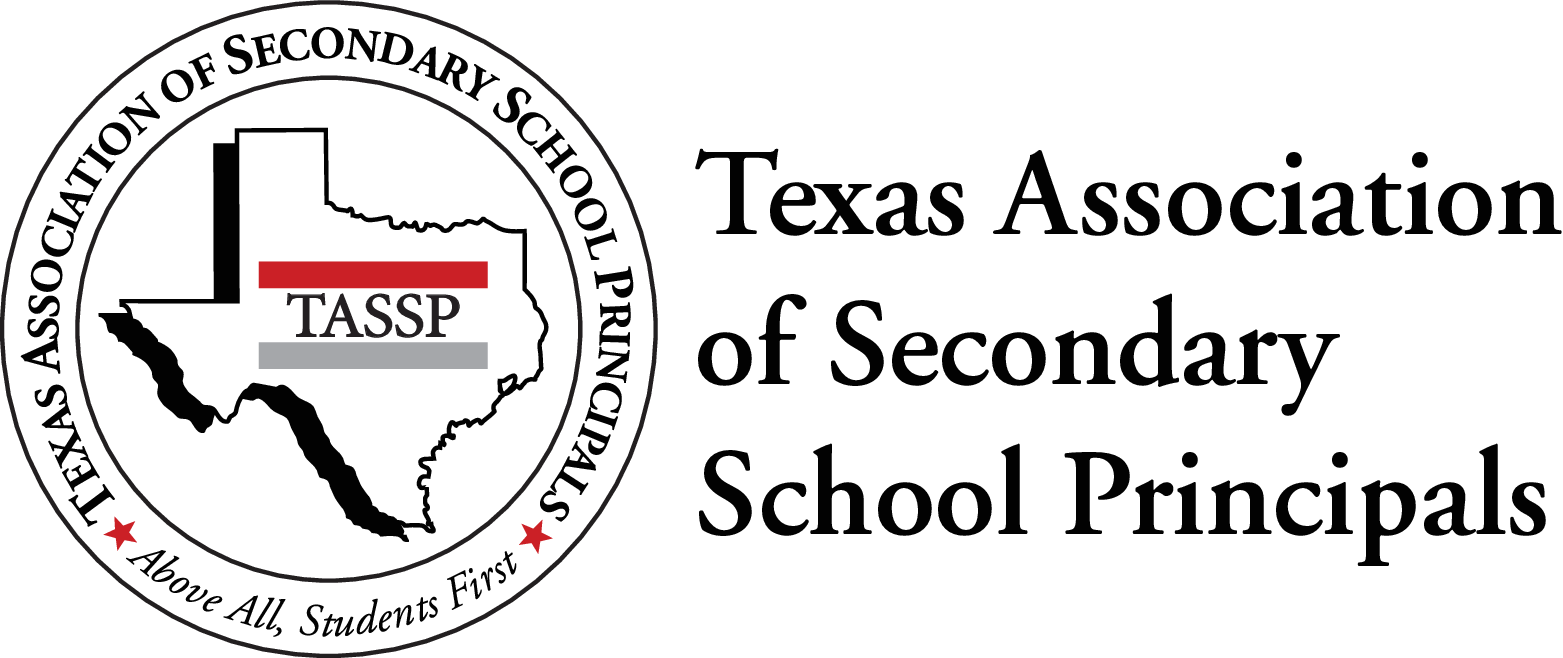 TEXAS ASSOCIATION OF SECONDARY SCHOOL PRINCIPALS
TASSP
Above All, Students First
Texas Association
of Secondary
School Principals